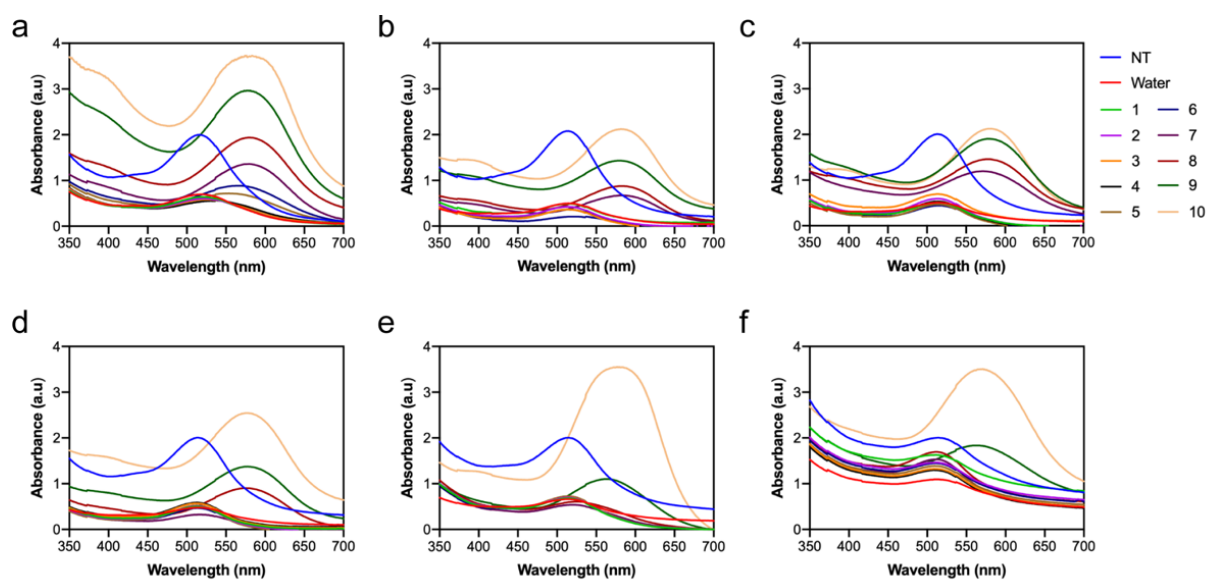 a b c
4 4 4
3 3 3
2 2 2
1 1 1
0 0 0
350 400 450 500 550 600 650 700 350 400 450 500 550 600 650 700 350 400 450 500 550 600 650 700
Absorbance (a.u) Absorbance (a.u) Absorbance (a.u)
Wavelength (nm) Wavelength (nm) Wavelength (nm)
NT
Water
1 6
2 7
3 8
4 9
5 10
d e f
4 4 4
3 3 3
2 2 2
1 1 1
0 0 0
350 400 450 500 550 600 650 700 350 400 450 500 550 600 650 700 350 400 450 500 550 600 650 700
Absorbance (a.u) Absorbance (a.u) Absorbance (a.u)
Wavelength (nm) Wavelength (nm) Wavelength (nm)